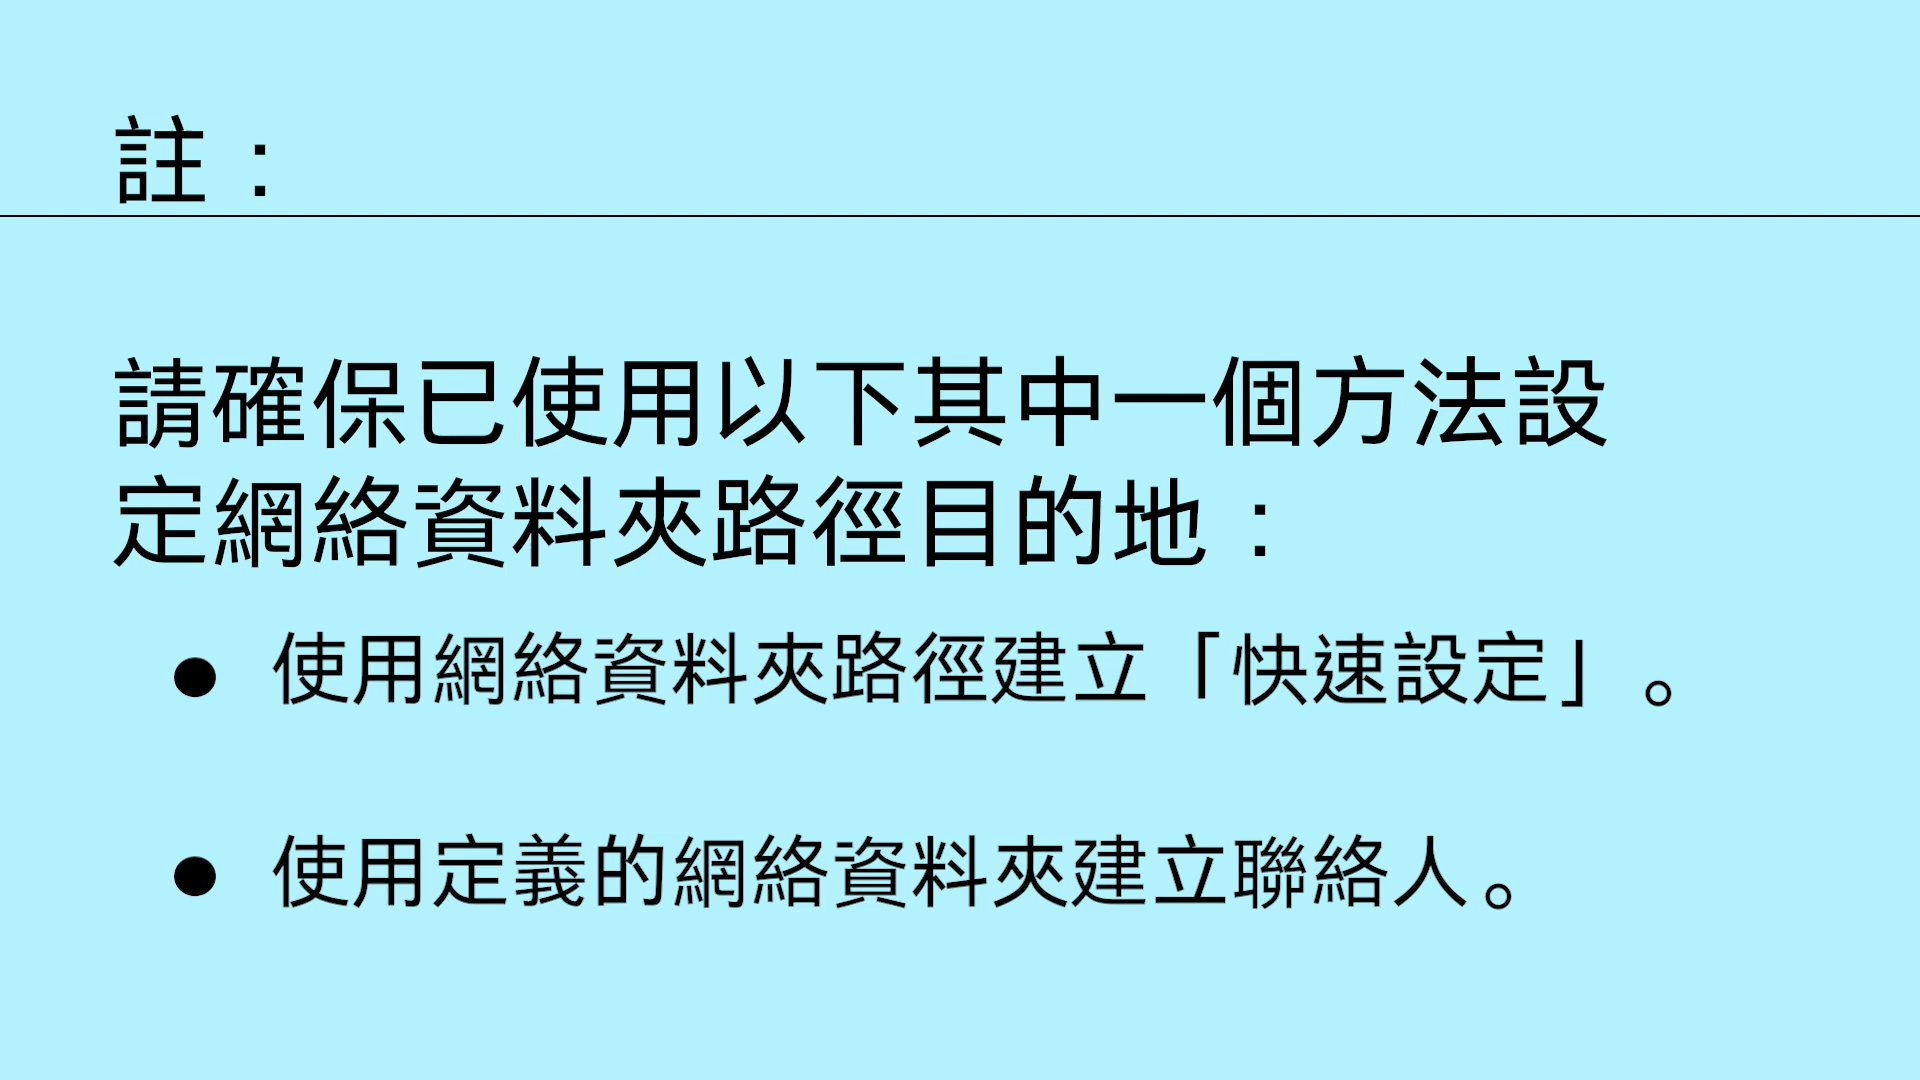 註：
請確保已使用以下其中一個方法設
定網絡資料夾路徑目的地：
● 使用網絡資料夾路徑建立「快速設定」。
● 使用定義的網絡資料夾建立聯絡人。